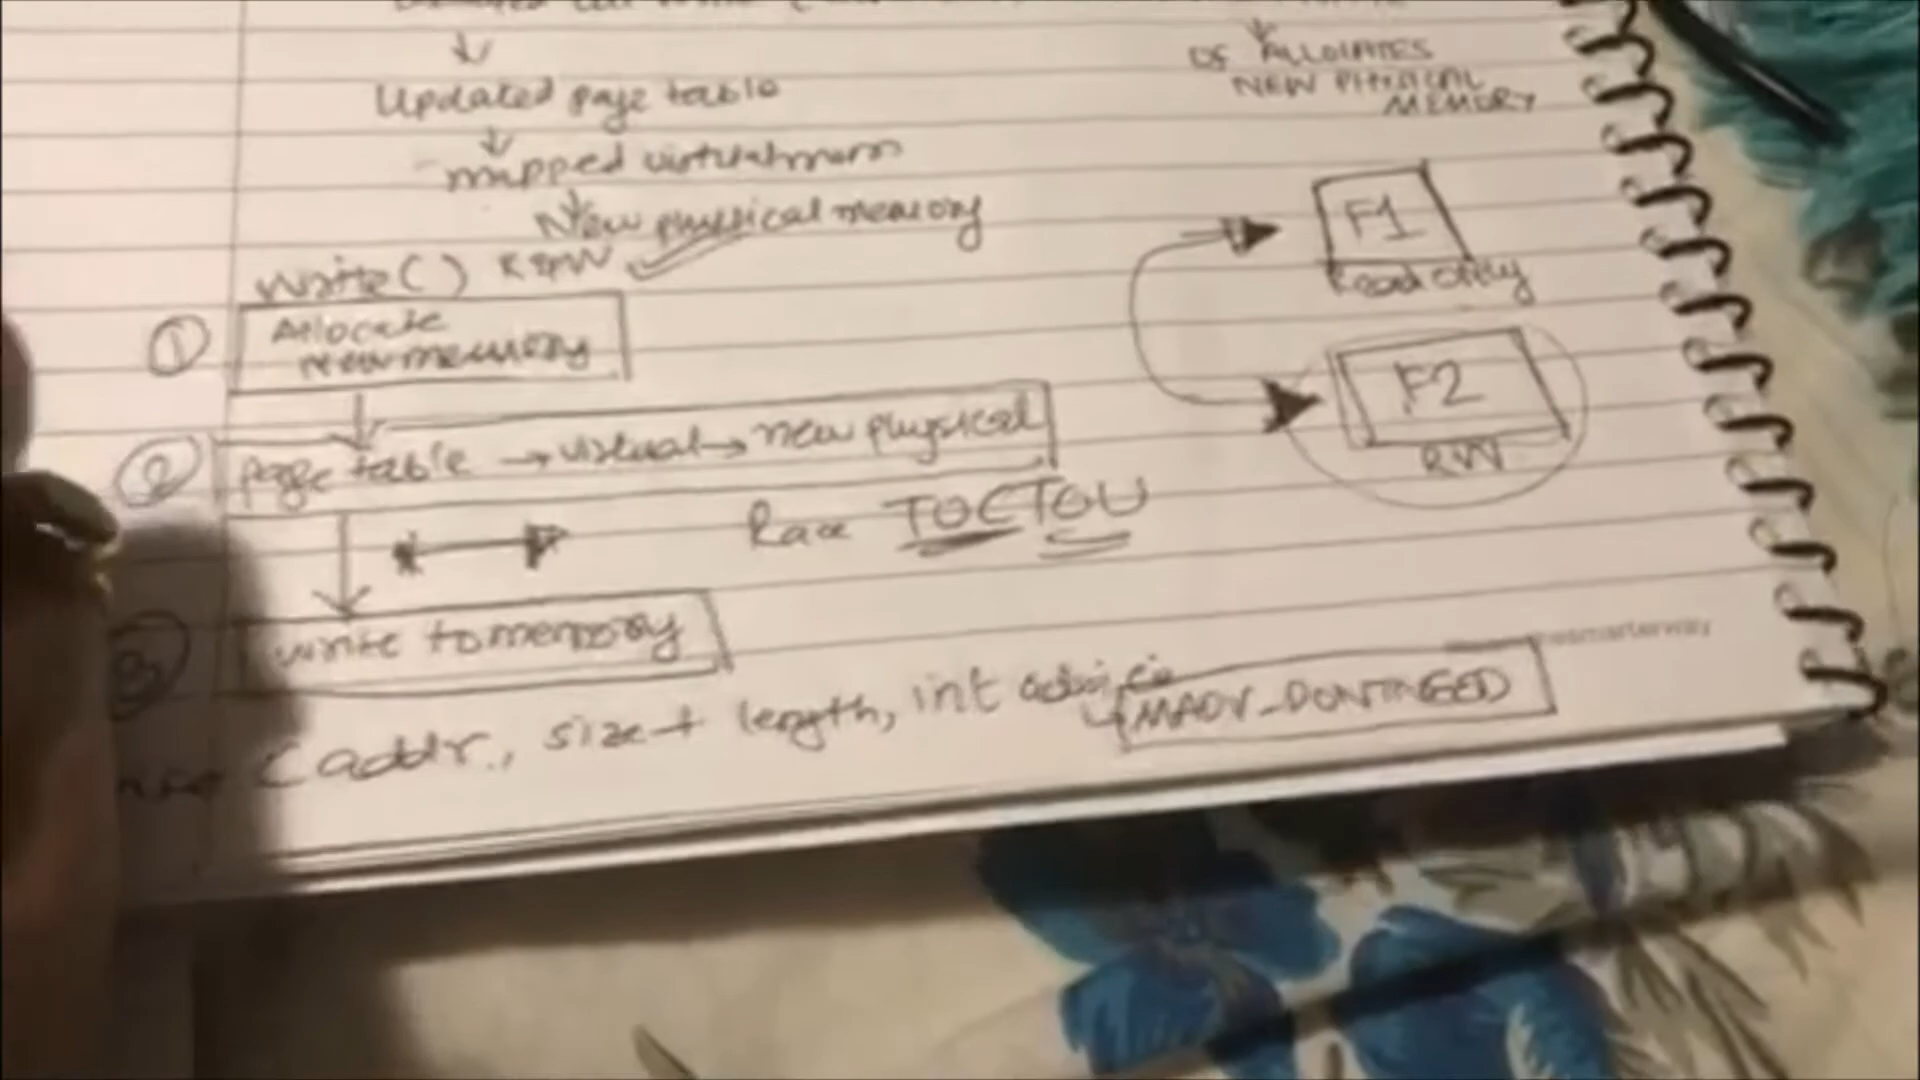 OS ALLOCATES
NEW PHYSICAL
MEMORY
Updated page table
mapped virtual mem
New physical memory
write()
① Allocate
new memory
② page table → virtual → new physical
Race TOCTOU
③ write to memory
(addr., size+ length, int advice
MADV_DONTNEED
F1
Read only
F2
RW